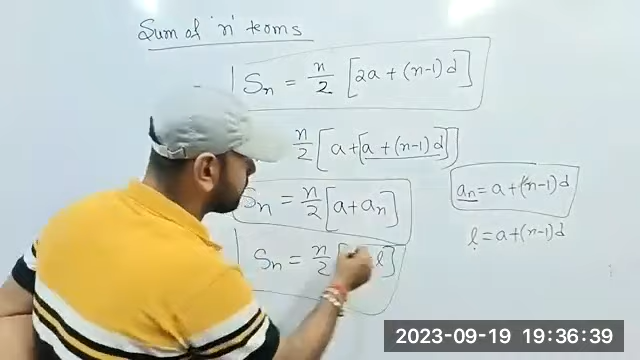 Sum of 'n' terms
Sn = n/2 [2a + (n-1)d]
n/2 [a + [a + (n-1)d]]
Sn = n/2 [a + an]
an = a + (n-1)d
l = a + (n-1)d
Sn = n/2 [ l]
2023-09-19 19:36:39